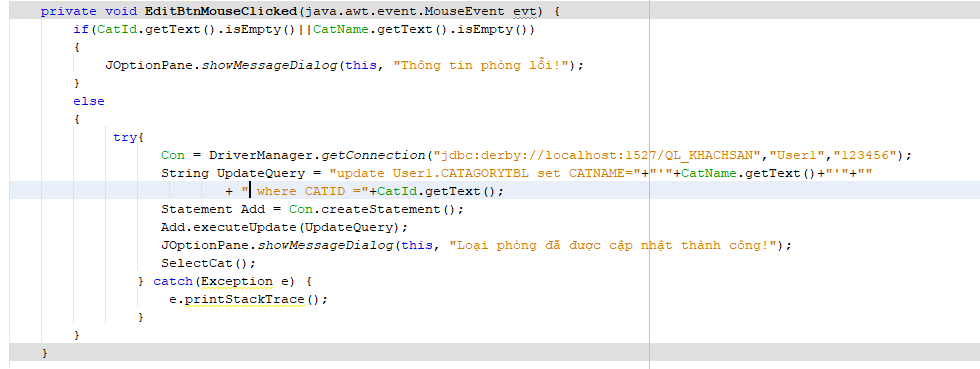 private void EditBtnMouseClicked(java.awt.event.MouseEvent evt) {
if(CatId.getText().isEmpty()||CatName.getText().isEmpty())
{
JOptionPane.showMessageDialog(this, "Thông tin phòng lỗi!");
}
else
{
try{
Con = DriverManager.getConnection("jdbc:derby://localhost:1527/QL_KHACHSAN","User1","123456");
String UpdateQuery = "update User1.CATAGORYTBL set CATNAME="+"'"+CatName.getText()+"'"+""
+ " where CATID ="+CatId.getText();
Statement Add = Con.createStatement();
Add.executeUpdate(UpdateQuery);
JOptionPane.showMessageDialog(this, "Loại phòng đã được cập nhật thành công!");
SelectCat();
} catch(Exception e) {
e.printStackTrace();
}
}
}